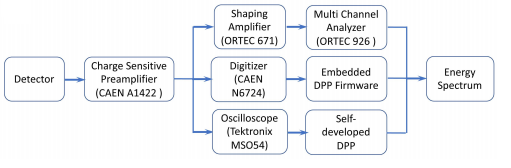 Detector
Charge Sensitive
Preamplifier
(CAEN A1422 )
Shaping
Amplifier
(ORTEC 671)
Multi Channel
Analyzer
(ORTEC 926 )
Digitizer
(CAEN
N6724)
Embedded
DPP Firmware
Oscilloscope
(Tektronix
MSO54)
Self-
developed
DPP
Energy
Spectrum